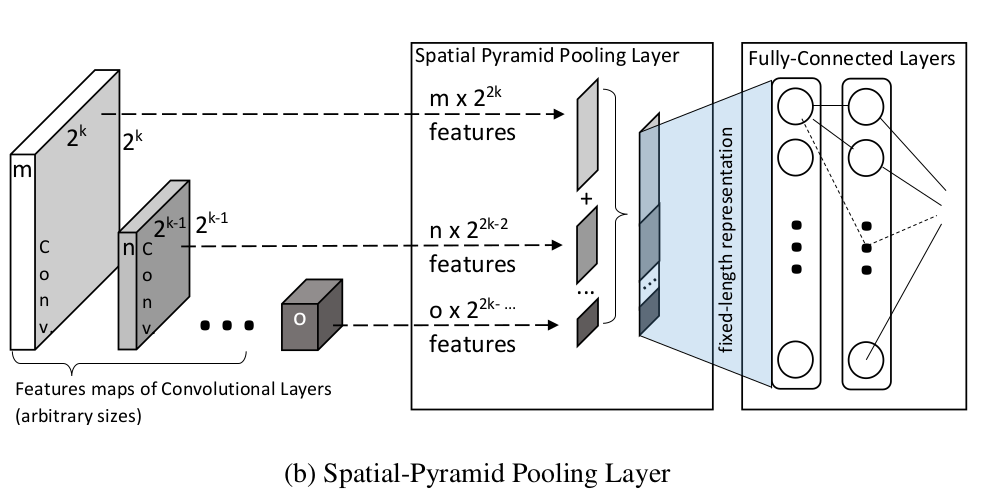 Spatial Pyramid Pooling Layer
Fully-Connected Layers
m
2^k
2^k
C
o
n
v.
m x 2^2k
features
+
n
2^k-1
2^k-1
C
o
n
v.
n x 2^2k-2
features
...
o
o x 2^2k- ...
features
...
fixed-length representation
Features maps of Convolutional Layers
(arbitrary sizes)
(b) Spatial-Pyramid Pooling Layer